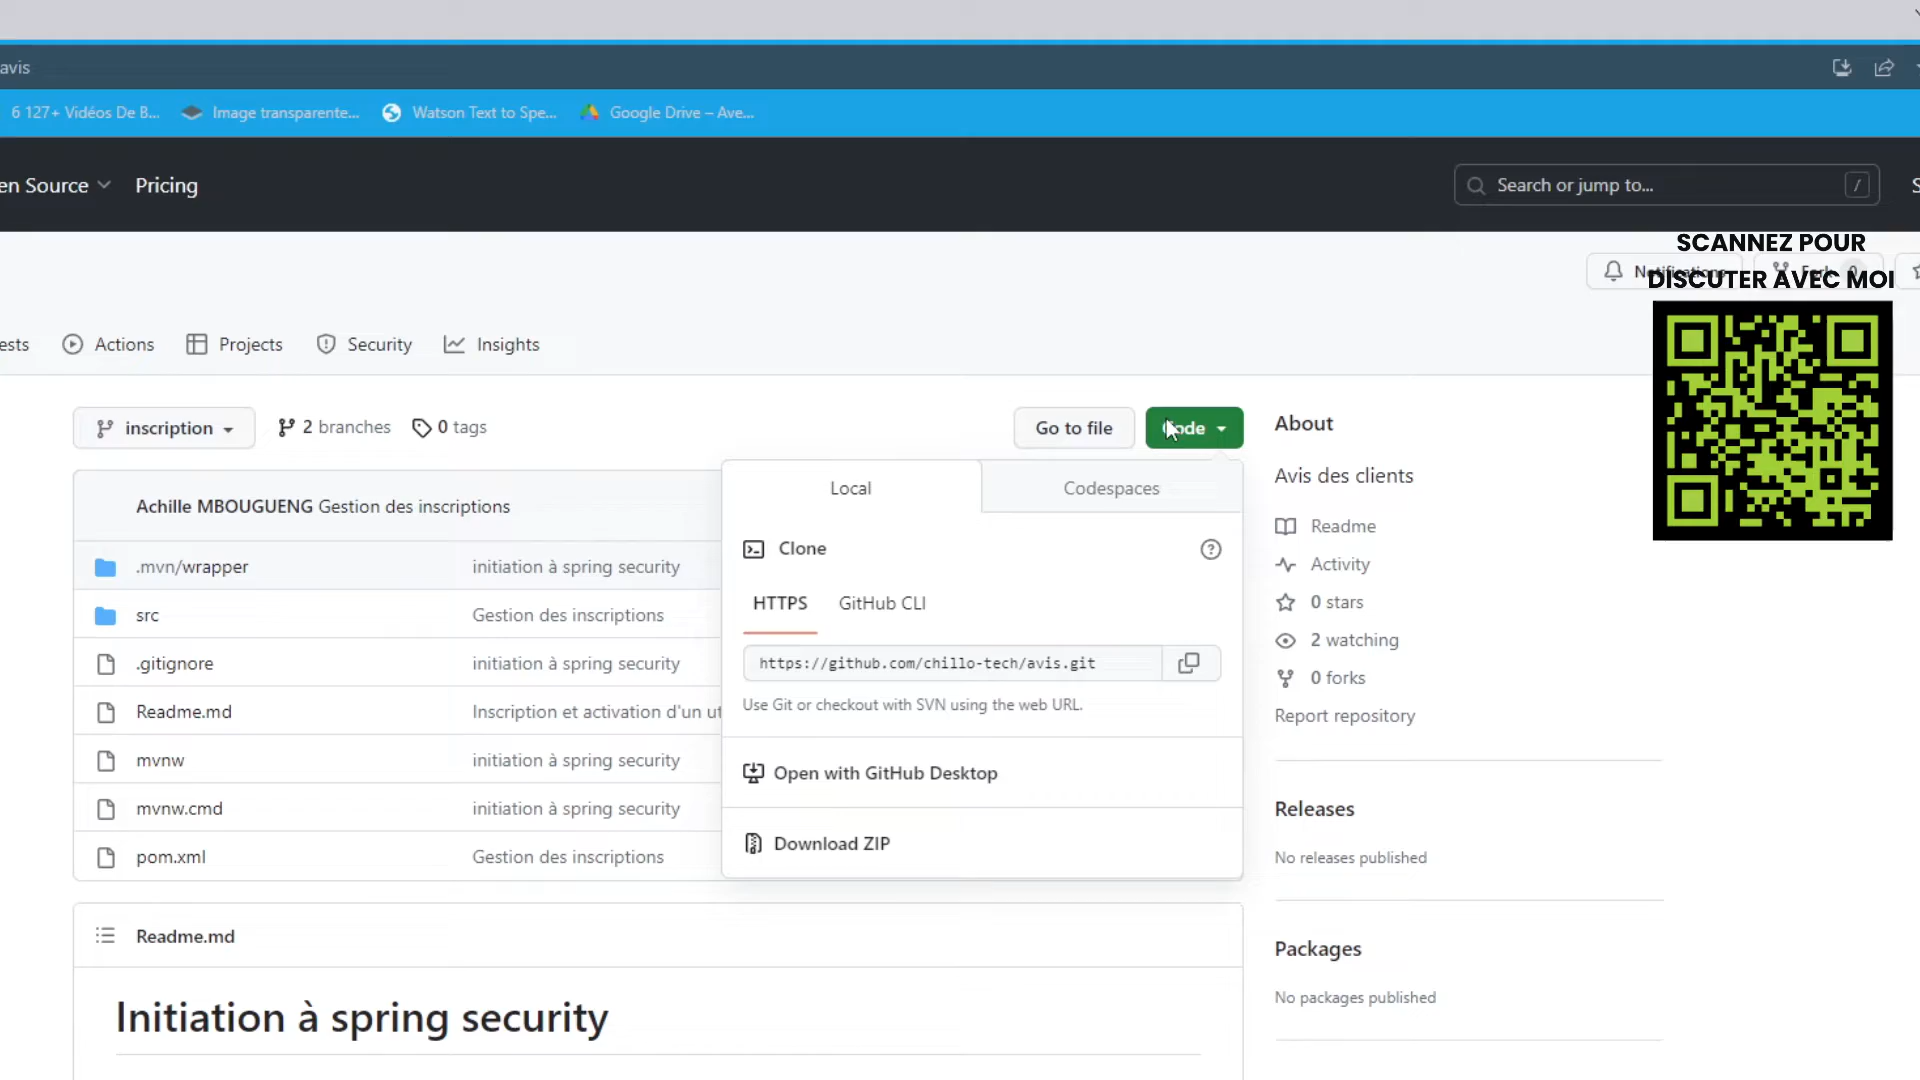 avis
6 127+ Vidéos De B...
Image transparente...
Watson Text to Spe...
Google Drive – Ave...
en Source
Pricing
Search or jump to...
/
S
SCANNEZ POUR
DISCUTER AVEC MOI
Notifications
Fork 0
ests
Actions
Projects
Security
Insights
inscription
2 branches
0 tags
Go to file
Code
About
Avis des clients
Readme
Activity
0 stars
2 watching
0 forks
Report repository
Releases
No releases published
Packages
No packages published
Achille MBOUGUENG Gestion des inscriptions
.mvn/wrapper
initiation à spring security
src
Gestion des inscriptions
.gitignore
initiation à spring security
Readme.md
Inscription et activation d'un ut
mvnw
initiation à spring security
mvnw.cmd
initiation à spring security
pom.xml
Gestion des inscriptions
Local
Codespaces
Clone
HTTPS
GitHub CLI
https://github.com/chillo-tech/avis.git
Use Git or checkout with SVN using the web URL.
Open with GitHub Desktop
Download ZIP
Readme.md
Initiation à spring security